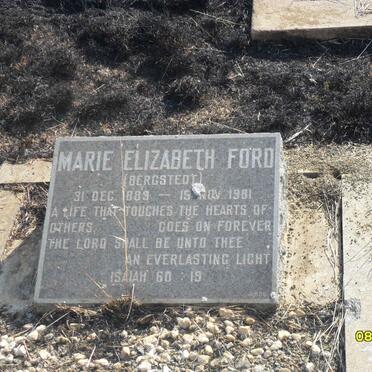 MARIE ELIZABETH FORD
(BERGSTEDT)
31 DEC 1889 — 15 NOV 1981
A LIFE THAT TOUCHES THE HEARTS OF
OTHERS, GOES ON FOREVER
THE LORD SHALL BE UNTO THEE
AN EVERLASTING LIGHT
ISAIAH 60 : 19
08